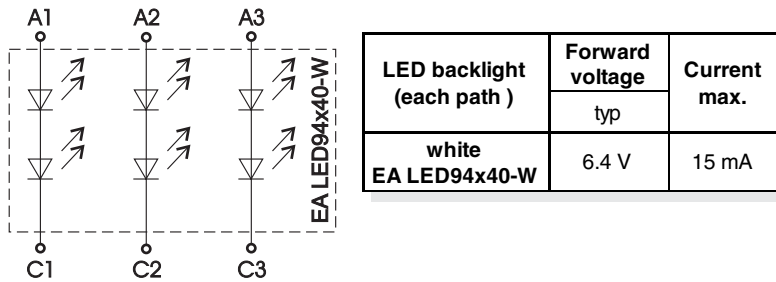 A1 A2 A3
EA LED94x40-W
C1 C2 C3
LED backlight
(each path )
Forward
voltage
typ
Current
max.
white
EA LED94x40-W
6.4 V
15 mA